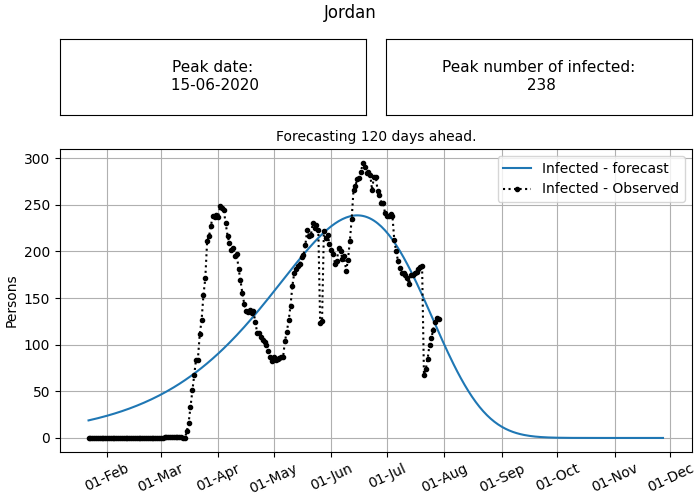 Jordan
Peak date:
15-06-2020
Peak number of infected:
238
Forecasting 120 days ahead.
Infected - forecast
Infected - Observed
Persons
300
250
200
150
100
50
0
01-Feb
01-Mar
01-Apr
01-May
01-Jun
01-Jul
01-Aug
01-Sep
01-Oct
01-Nov
01-Dec